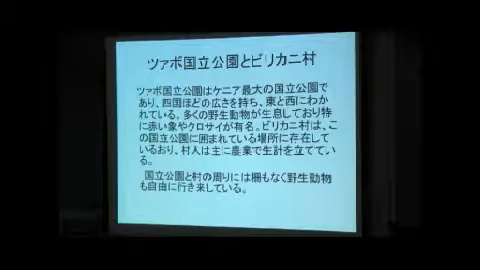 ツァボ国立公園とビリカニ村
ツァボ国立公園はケニア最大の国立公園で
あり、四国ほどの広さを持ち、東と西にわか
れている。多くの野生動物が生息しており特
に赤い象やクロサイが有名。ビリカニ村は、こ
の国立公園に囲まれている場所に存在して
いるおり、村人は主に農業で生計を立ててい
る。
国立公園と村の周りには柵もなく野生動物
も自由に行き来している。